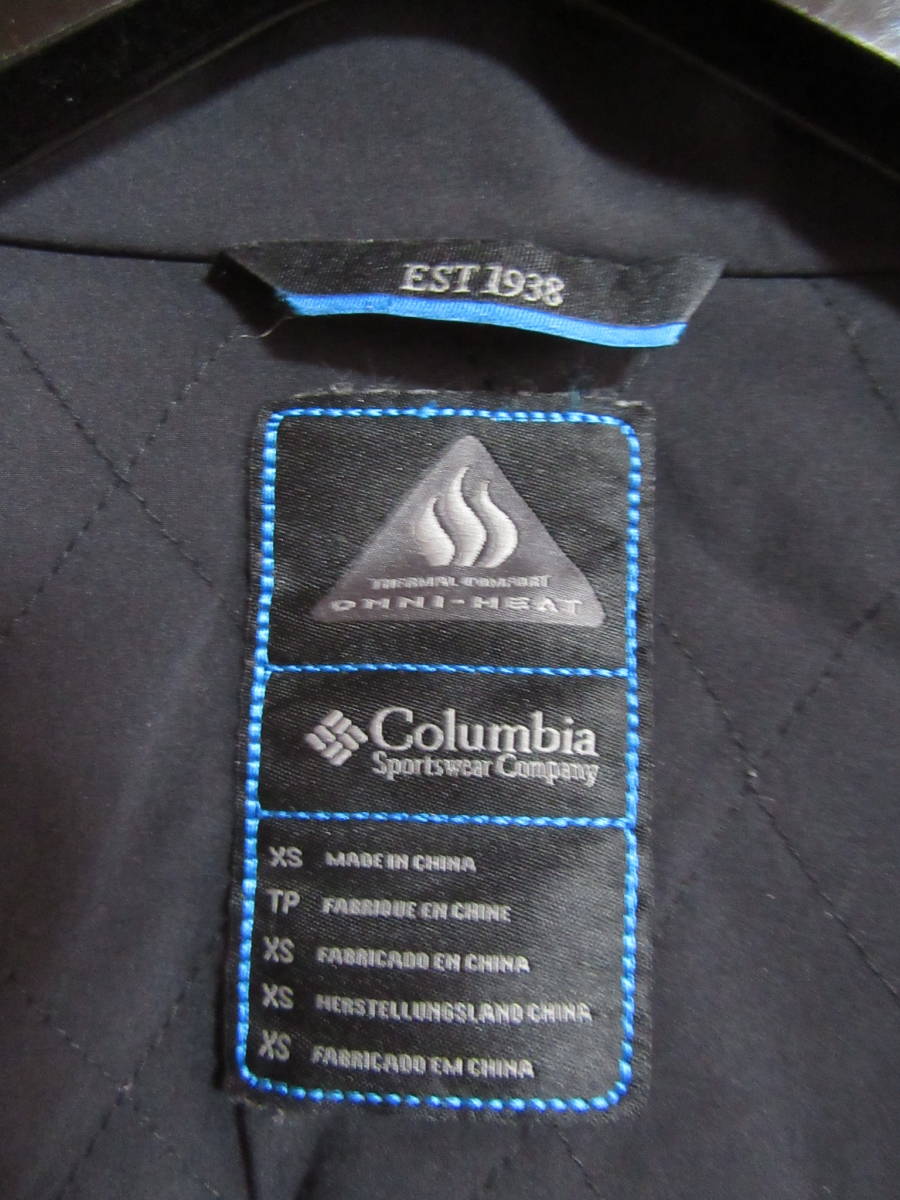 EST 1938
THERMAL COMFORT
OMNI-HEAT
Columbia
Sportswear Company
XS MADE IN CHINA
TP FABRIQUE EN CHINE
XS FABRICADO EN CHINA
XS HERSTELLUNGSLAND CHINA
XS FABRICADO EM CHINA